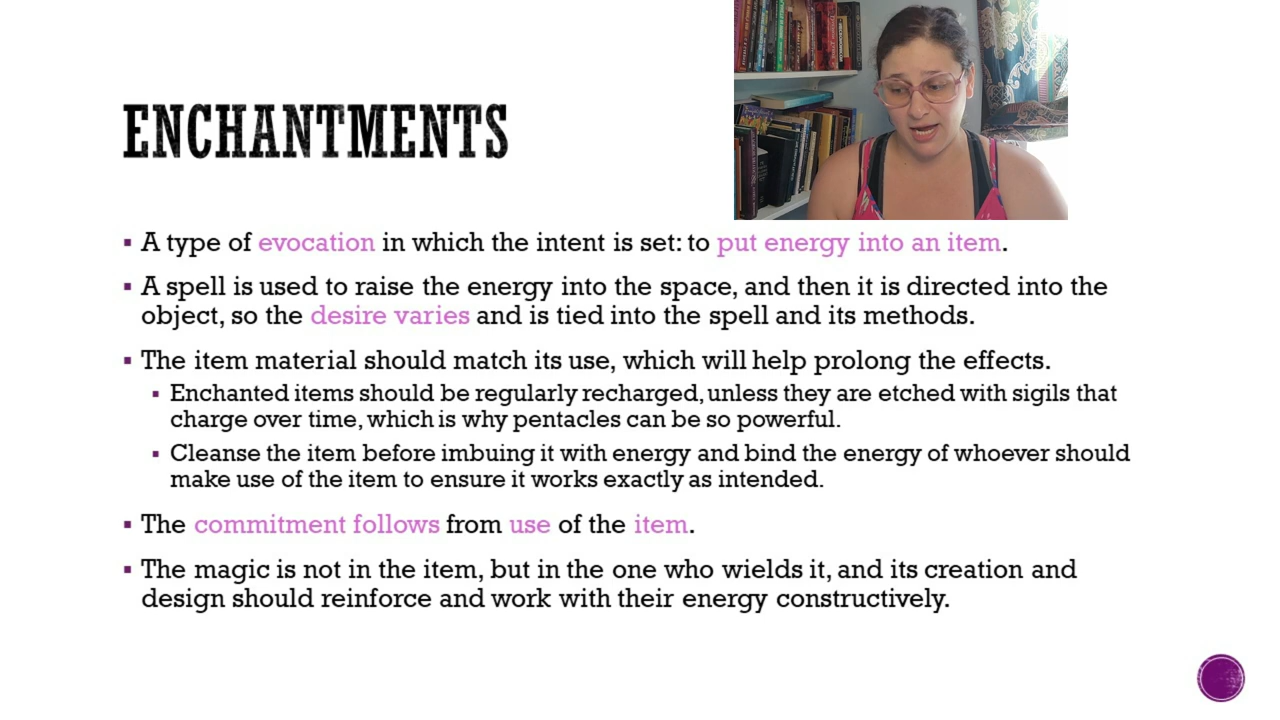 ENCHANTMENTS
▪ A type of evocation in which the intent is set: to put energy into an item.
▪ A spell is used to raise the energy into the space, and then it is directed into the
object, so the desire varies and is tied into the spell and its methods.
▪ The item material should match its use, which will help prolong the effects.
▪ Enchanted items should be regularly recharged, unless they are etched with sigils that
charge over time, which is why pentacles can be so powerful.
▪ Cleanse the item before imbuing it with energy and bind the energy of whoever should
make use of the item to ensure it works exactly as intended.
▪ The commitment follows from use of the item.
▪ The magic is not in the item, but in the one who wields it, and its creation and
design should reinforce and work with their energy constructively.